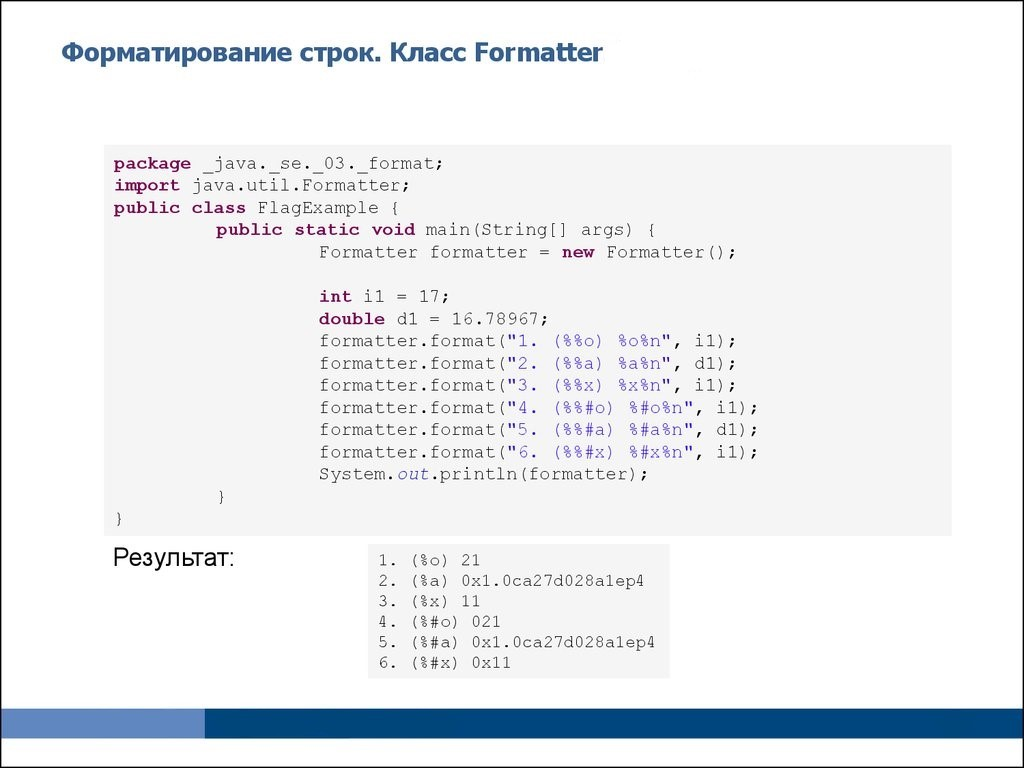 Форматирование строк. Класс Formatter
package _java._se._03._format;
import java.util.Formatter;
public class FlagExample {
public static void main(String[] args) {
Formatter formatter = new Formatter();
int i1 = 17;
double d1 = 16.78967;
formatter.format("1. (%%o) %o%n", i1);
formatter.format("2. (%%a) %a%n", d1);
formatter.format("3. (%%x) %x%n", i1);
formatter.format("4. (%%#o) %#o%n", i1);
formatter.format("5. (%%#a) %#a%n", d1);
formatter.format("6. (%%#x) %#x%n", i1);
System.out.println(formatter);
}
}
Результат:
1. (%o) 21
2. (%a) 0x1.0ca27d028a1ep4
3. (%x) 11
4. (%#o) 021
5. (%#a) 0x1.0ca27d028a1ep4
6. (%#x) 0x11